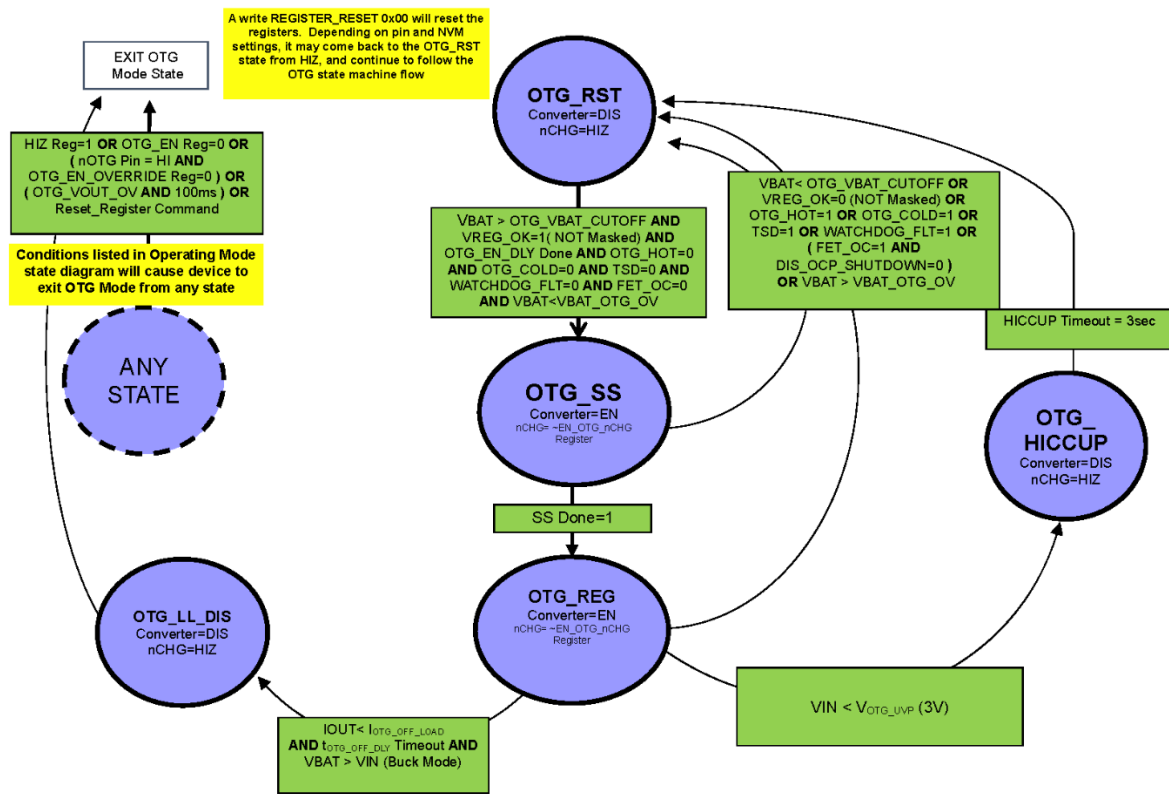 A write REGISTER_RESET 0x00 will reset the
registers. Depending on pin and NVM
settings, it may come back to the OTG_RST
state from HIZ, and continue to follow the
OTG state machine flow
EXIT OTG
Mode State
HIZ Reg=1 OR OTG_EN Reg=0 OR
( nOTG Pin = HI AND
OTG_EN_OVERRIDE Reg=0 ) OR
( OTG_VOUT_OV AND 100ms ) OR
Reset_Register Command
Conditions listed in Operating Mode
state diagram will cause device to
exit OTG Mode from any state
ANY
STATE
OTG_RST
Converter=DIS
nCHG=HIZ
VBAT > OTG_VBAT_CUTOFF AND
VREG_OK=1( NOT Masked) AND
OTG_EN_DLY Done AND OTG_HOT=0
AND OTG_COLD=0 AND TSD=0 AND
WATCHDOG_FLT=0 AND FET_OC=0
AND VBAT<VBAT_OTG_OV
VBAT< OTG_VBAT_CUTOFF OR
VREG_OK=0 (NOT Masked) OR
OTG_HOT=1 OR OTG_COLD=1 OR
TSD=1 OR WATCHDOG_FLT=1 OR
( FET_OC=1 AND
DIS_OCP_SHUTDOWN=0 )
OR VBAT > VBAT_OTG_OV
HICCUP Timeout = 3sec
OTG_SS
Converter=EN
nCHG= ~EN_OTG_nCHG
Register
OTG_
HICCUP
Converter=DIS
nCHG=HIZ
SS Done=1
OTG_REG
Converter=EN
nCHG= ~EN_OTG_nCHG
Register
OTG_LL_DIS
Converter=DIS
nCHG=HIZ
IOUT< IOTG_OFF_LOAD
AND tOTG_OFF_DLY Timeout AND
VBAT > VIN (Buck Mode)
VIN < VOTG_UVP (3V)